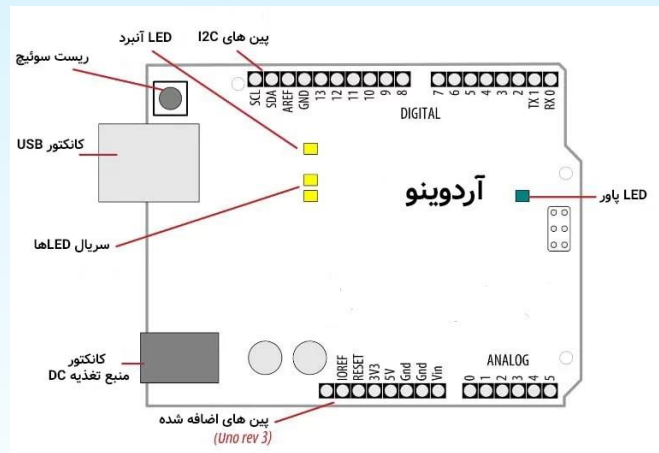 پین های I2C
LED آنبرد
ریست سوئیچ
SCL
SDA
AREF
GND
13
12
11
10
9
8
7
6
5
4
3
2
TX 1
RX 0
DIGITAL
کانکتور USB
آردوینو
LED پاور
سریال LEDها
کانکتور
منبع تغذیه DC
IOREF
RESET
3V3
5V
Gnd
Gnd
Vin
ANALOG
0
1
2
3
4
5
پین های اضافه شده
(Uno rev 3)